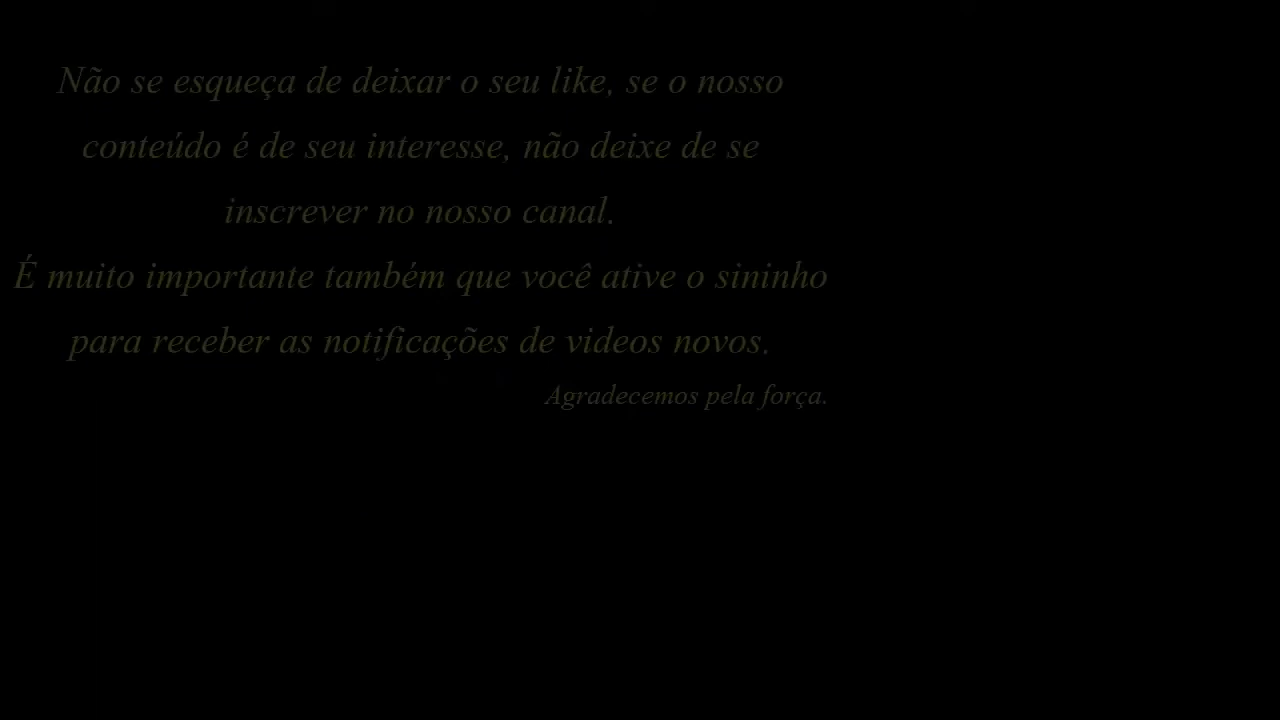 Não se esqueça de deixar o seu like, se o nosso
conteúdo é de seu interesse, não deixe de se
inscrever no nosso canal.
É muito importante também que você ative o sininho
para receber as notificações de videos novos.
Agradecemos pela força.